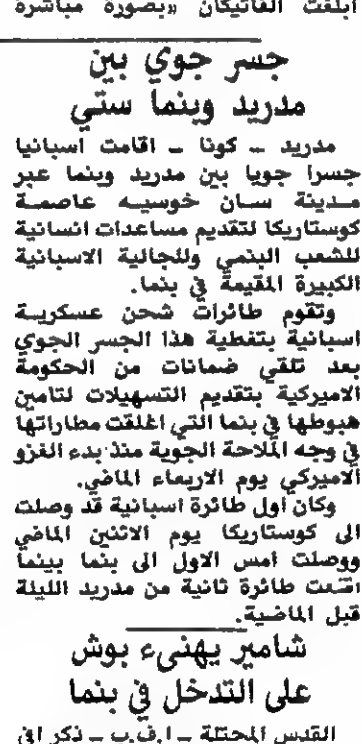 ابلغت الفاتيكان «بصورة مباشرة
جسر جوي بين
مدريد وبنما ستي
مدريد – كونا – اقامت اسبانيا
جسرا جويا بين مدريد وبنما عبر
مدينة سان خوسيه عاصمة
كوستاريكا لتقديم مساعدات انسانية
للشعب البنمي وللجالية الاسبانية
الكبيرة المقيمة في بنما.
وتقوم طائرات شحن عسكرية
اسبانية بتغطية هذا الجسر الجوي
بعد تلقي ضمانات من الحكومة
الاميركية بتقديم التسهيلات لتامين
هبوطها في بنما التي اغلقت مطاراتها
في وجه الملاحة الجوية منذ بدء الغزو
الاميركي يوم الاربعاء الماضي.
وكان اول طائرة اسبانية قد وصلت
الى كوستاريكا يوم الاثنين الماضي
ووصلت امس الاول الى بنما بينما
اقلعت طائرة ثانية من مدريد الليلة
قبل الماضية.
شامير يهنىء بوش
على التدخل في بنما
القدس المحتلة – ا.ف.ب – ذكر